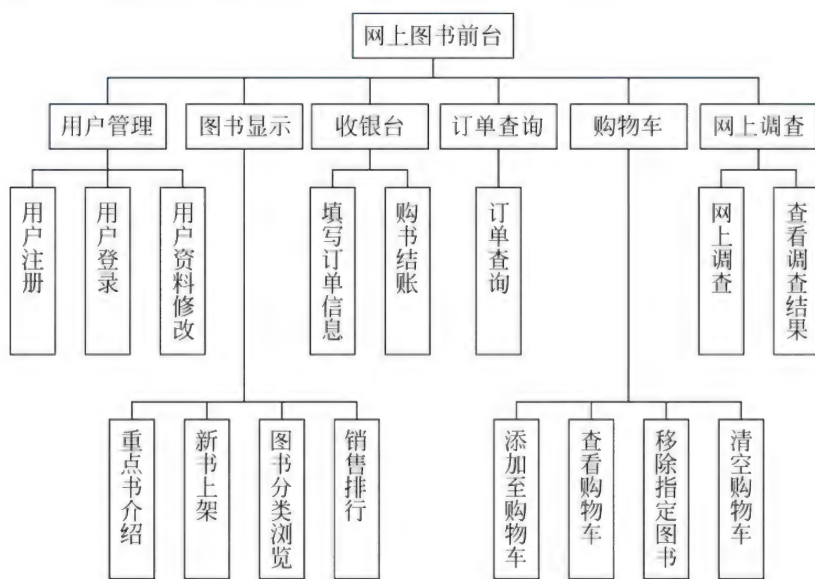 网上图书前台
用户管理
图书显示
收银台
订单查询
购物车
网上调查
用户注册
用户登录
用户资料修改
填写订单信息
购书结账
订单查询
网上调查
查看调查结果
重点书介绍
新书上架
图书分类浏览
销售排行
添加至购物车
查看购物车
移除指定图书
清空购物车